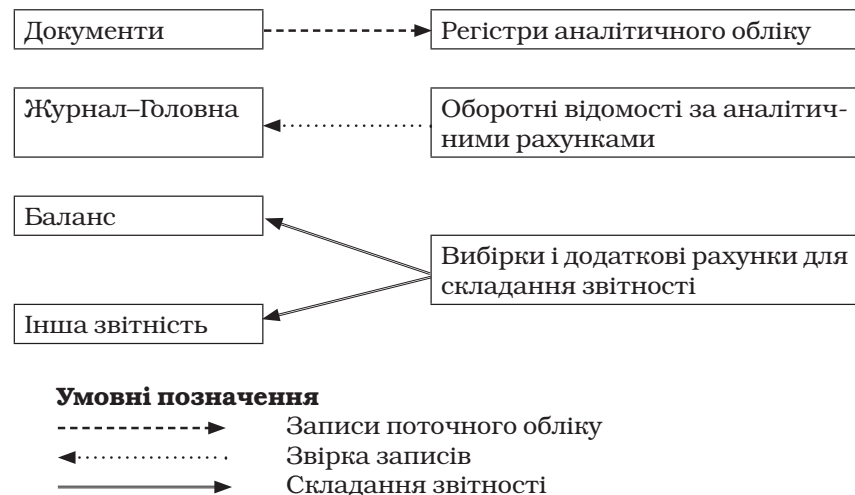 Документи
Регістри аналітичного обліку
Журнал–Головна
Оборотні відомості за аналітич-
ними рахунками
Баланс
Вибірки і додаткові рахунки для
складання звітності
Інша звітність
Умовні позначення
Записи поточного обліку
Звірка записів
Складання звітності